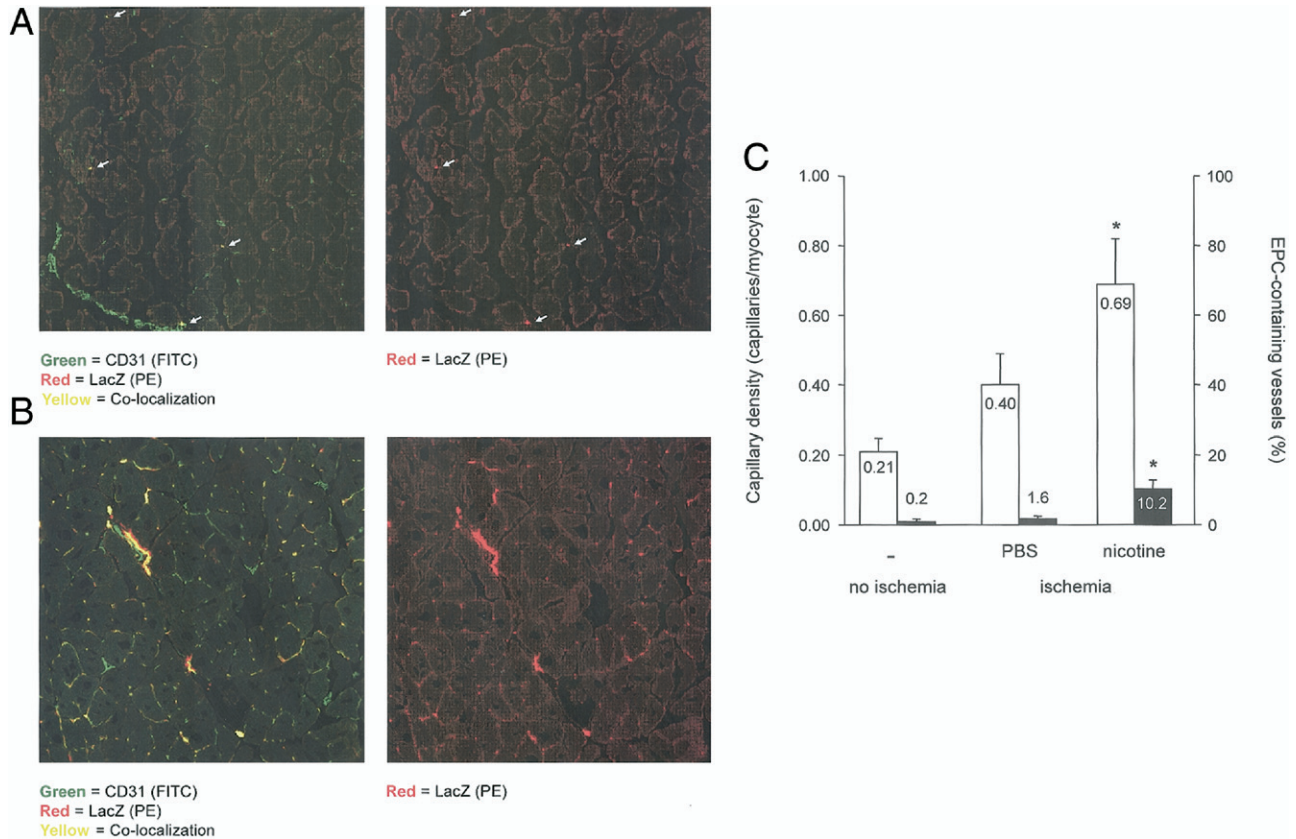 A
Green = CD31 (FITC)
Red = LacZ (PE)
Yellow = Co-localization
Red = LacZ (PE)
B
Green = CD31 (FITC)
Red = LacZ (PE)
Yellow = Co-localization
Red = LacZ (PE)
C
Capillary density (capillaries/myocyte)
1.00
0.80
0.60
0.40
0.20
0.00
0.21
0.2
0.40
1.6
*
0.69
*
10.2
100
80
60
40
20
0
EPC-containing vessels (%)
- PBS nicotine
no ischemia ischemia